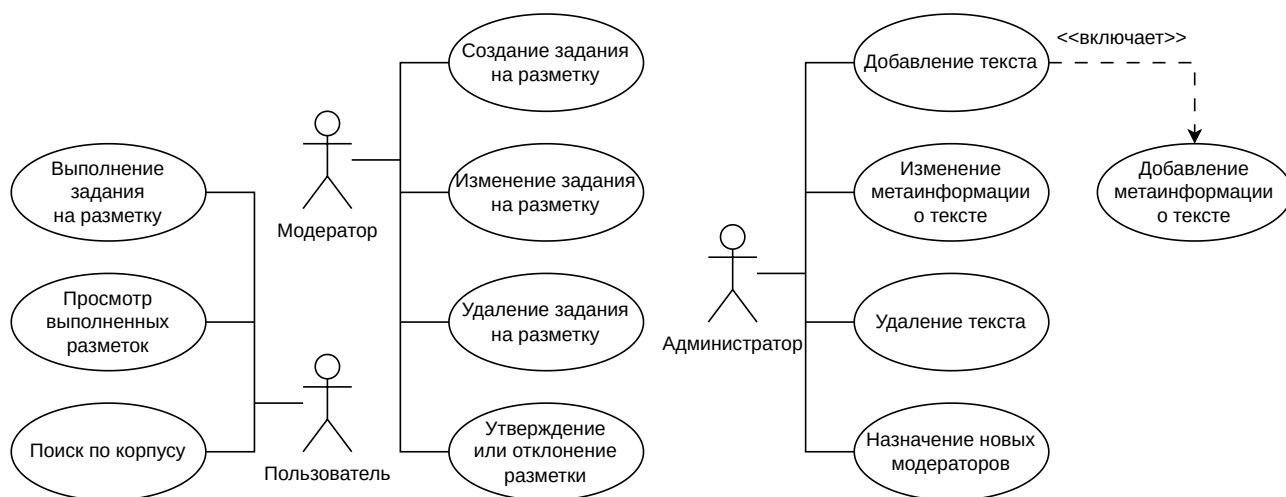 Создание задания
на разметку
<<включает>>
Добавление текста
Выполнение
задания
на разметку
Модератор
Изменение задания
на разметку
Изменение
метаинформации
о тексте
Добавление
метаинформации
о тексте
Просмотр
выполненных
разметок
Удаление задания
на разметку
Администратор
Удаление текста
Поиск по корпусу
Пользователь
Утверждение
или отклонение
разметки
Назначение новых
модераторов